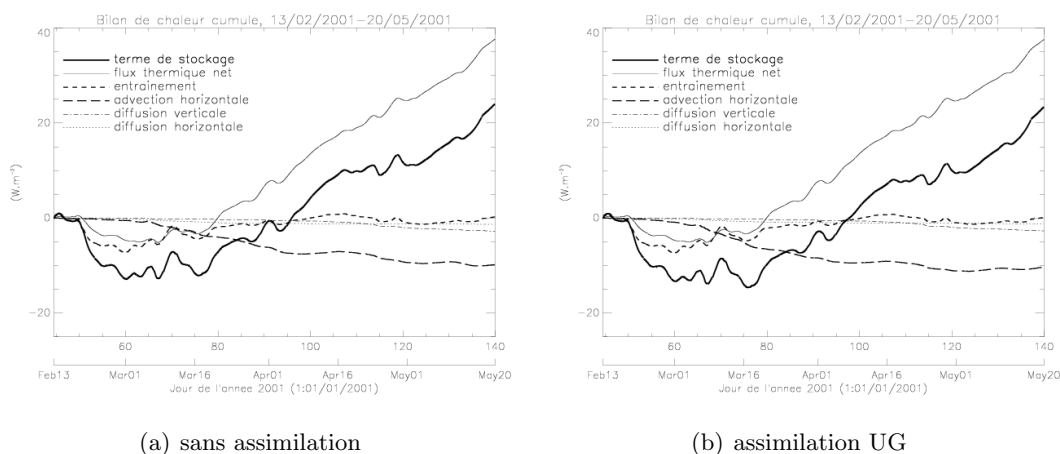 Bilan de chaleur cumule, 13/02/2001-20/05/2001
40
20
0
-20
(W.m⁻²)
terme de stockage
flux thermique net
entrainement
advection horizontale
diffusion verticale
diffusion horizontale
60 80 100 120 140
Feb13 Mar01 Mar16 Apr01 Apr16 May01 May20
Jour de l'annee 2001 (1:01/01/2001)
(a) sans assimilation
Bilan de chaleur cumule, 13/02/2001-20/05/2001
40
20
0
-20
(W.m⁻²)
terme de stockage
flux thermique net
entrainement
advection horizontale
diffusion verticale
diffusion horizontale
60 80 100 120 140
Feb13 Mar01 Mar16 Apr01 Apr16 May01 May20
Jour de l'annee 2001 (1:01/01/2001)
(b) assimilation UG